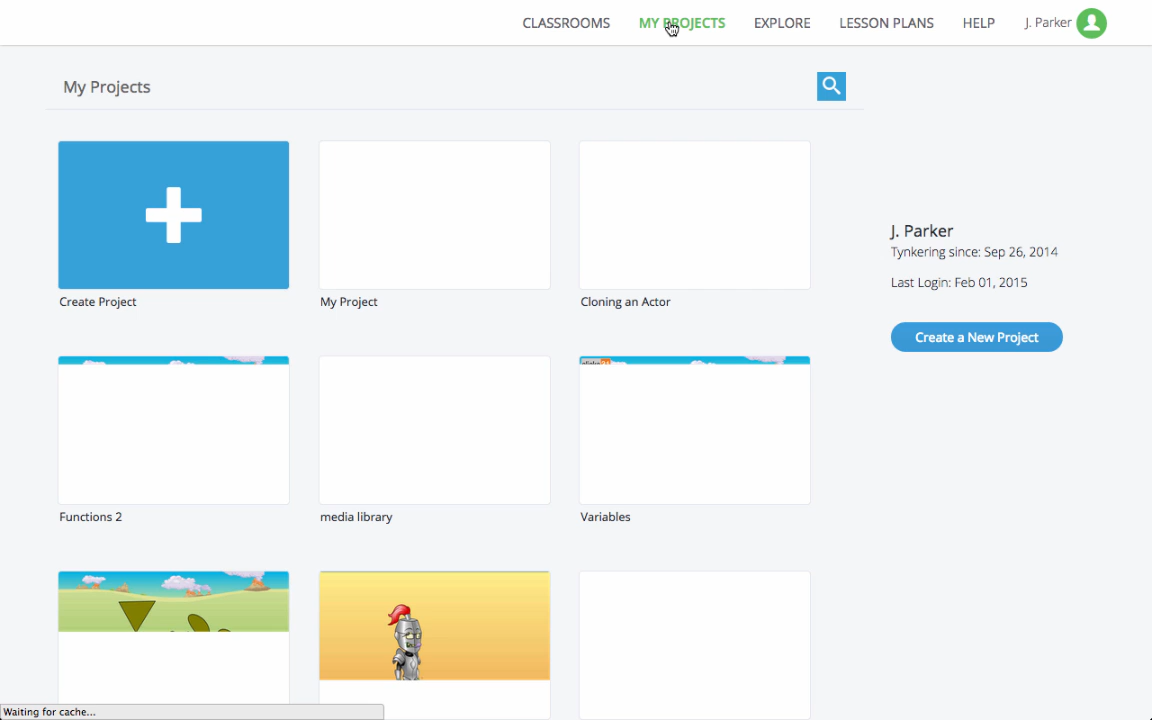 CLASSROOMS MY PROJECTS EXPLORE LESSON PLANS HELP J. Parker
My Projects
Create Project
My Project
Cloning an Actor
J. Parker
Tynkering since: Sep 26, 2014
Last Login: Feb 01, 2015
Create a New Project
Functions 2
media library
Variables
Waiting for cache...